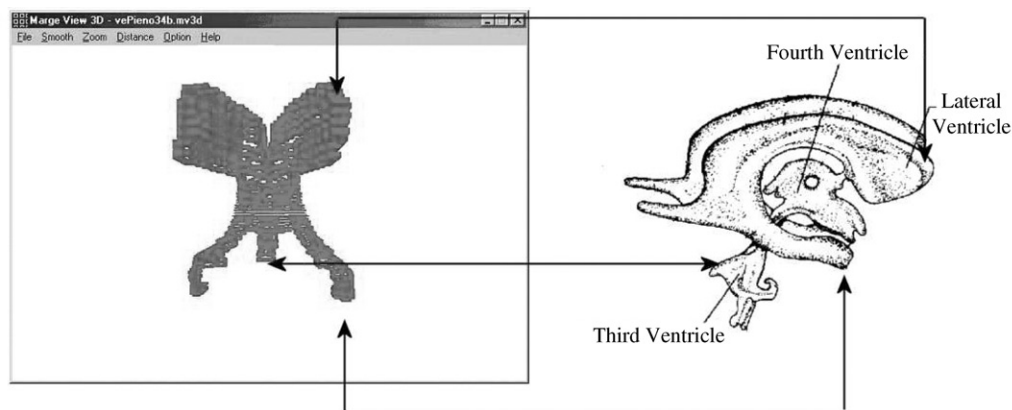 Marge View 3D - vePieno34b.mv3d
File Smooth Zoom Distance Option Help
Fourth Ventricle
Lateral
Ventricle
Third Ventricle